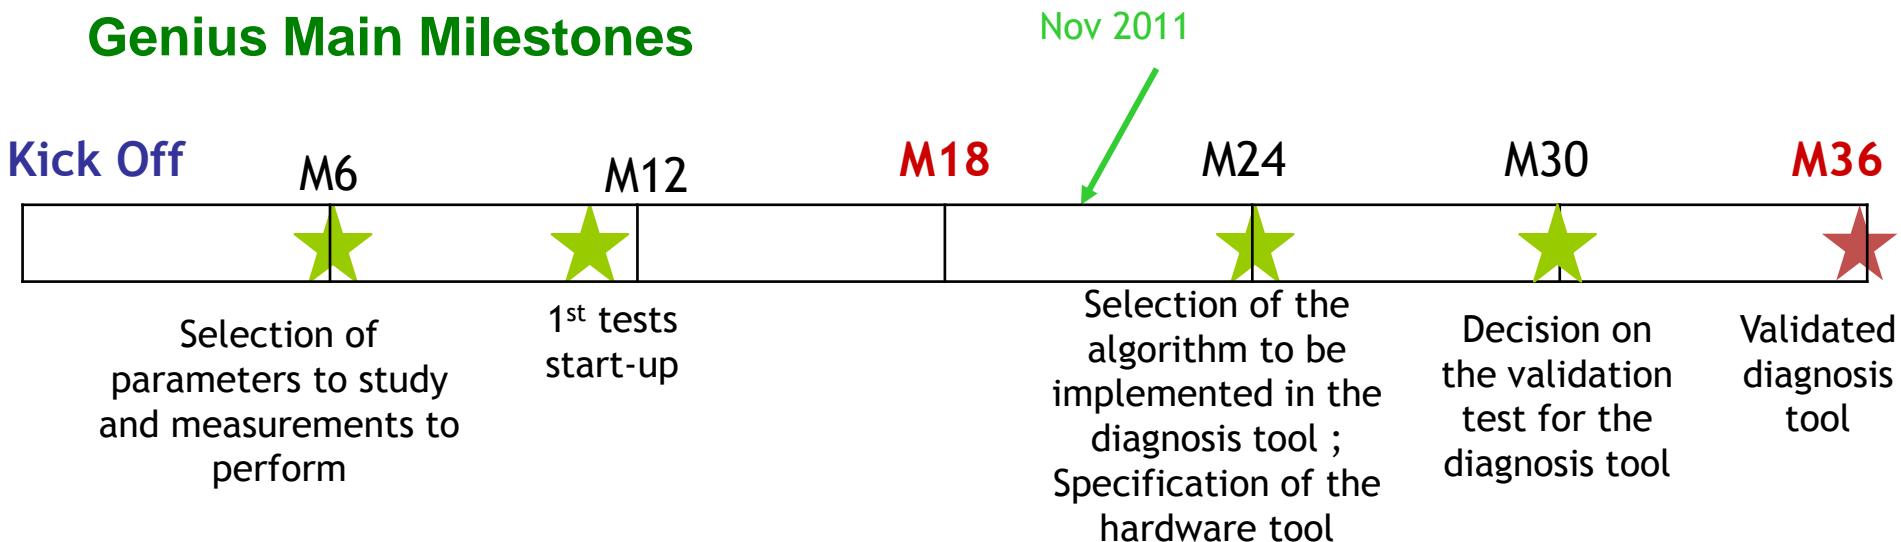 Genius Main Milestones
Nov 2011
Kick Off
M6
M12
M18
M24
M30
M36
Selection of
parameters to study
and measurements to
perform
1st tests
start-up
Selection of the
algorithm to be
implemented in the
diagnosis tool ;
Specification of the
hardware tool
Decision on
the validation
test for the
diagnosis tool
Validated
diagnosis
tool